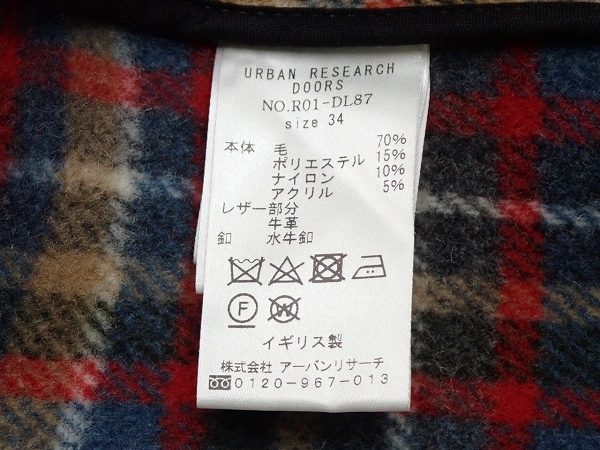 URBAN RESEARCH
DOORS
NO.R01-DL87
size 34
本体 毛 70%
ポリエステル 15%
ナイロン 10%
アクリル 5%
レザー部分
牛革
釦 水牛釦
F W
イギリス製
株式会社 アーバンリサーチ
0120-967-013